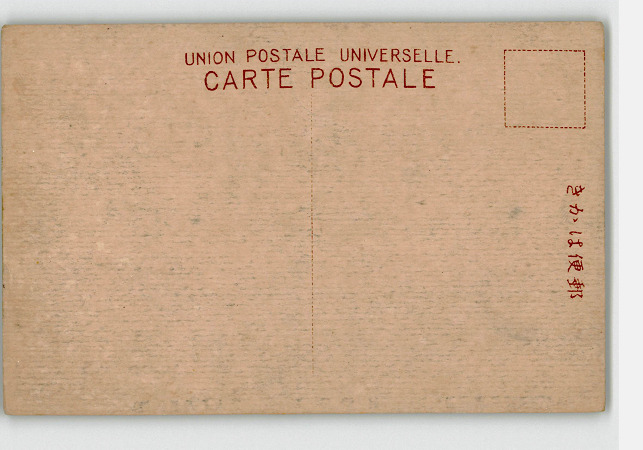 UNION POSTALE UNIVERSELLE.
CARTE POSTALE
郵便はかき